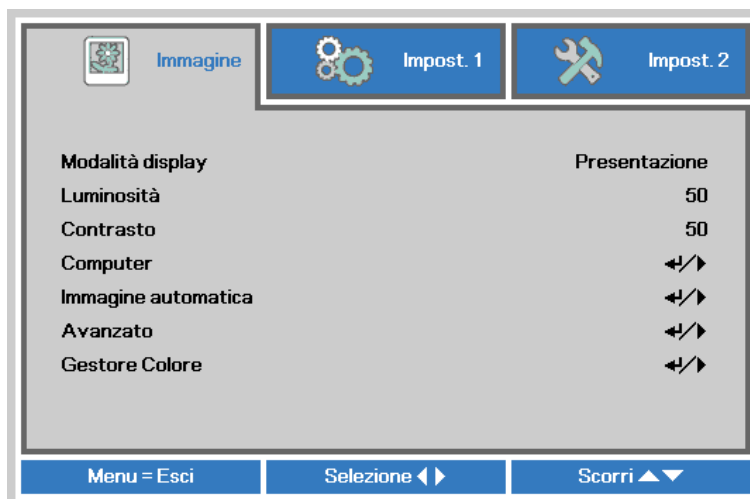 Immagine Impost. 1 Impost. 2
Modalità display Presentazione
Luminosità 50
Contrasto 50
Computer
Immagine automatica
Avanzato
Gestore Colore
Menu = Esci Selezione Scorri